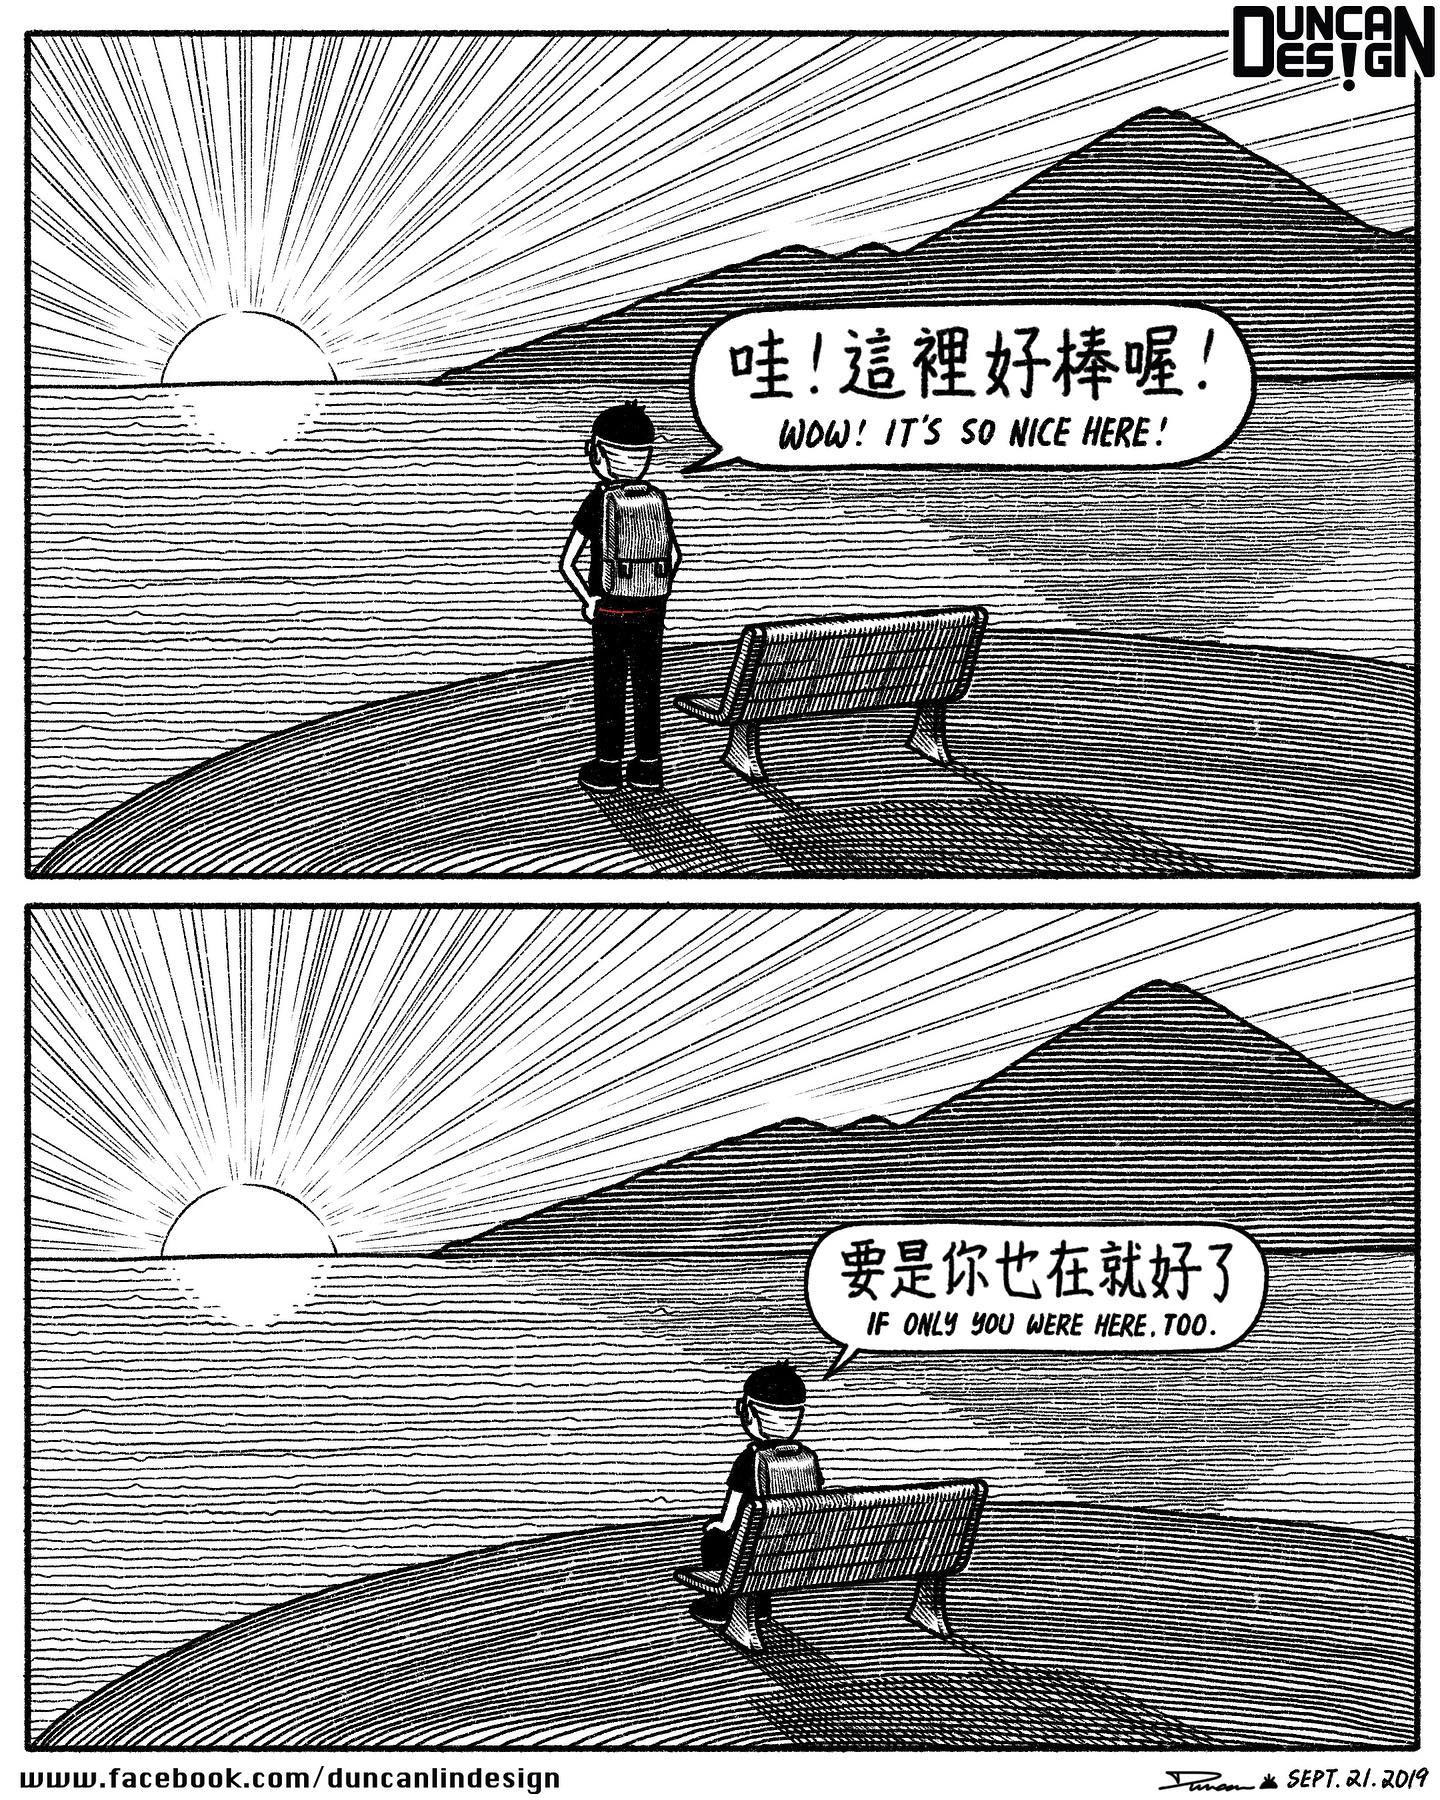 DUNCAN
DES!GN
哇！這裡好棒喔！
WOW! IT'S SO NICE HERE!
要是你也在就好了
IF ONLY YOU WERE HERE, TOO.
www.facebook.com/duncanlindesign
Duncan SEPT. 21. 2019